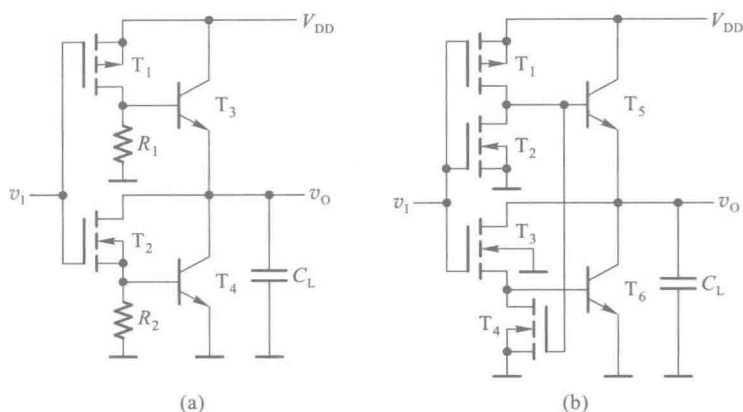 V_DD
T_1
T_3
R_1
v_I
v_O
T_2
T_4
C_L
R_2
(a)
V_DD
T_1
T_5
T_2
v_I
v_O
T_3
T_6
C_L
T_4
(b)